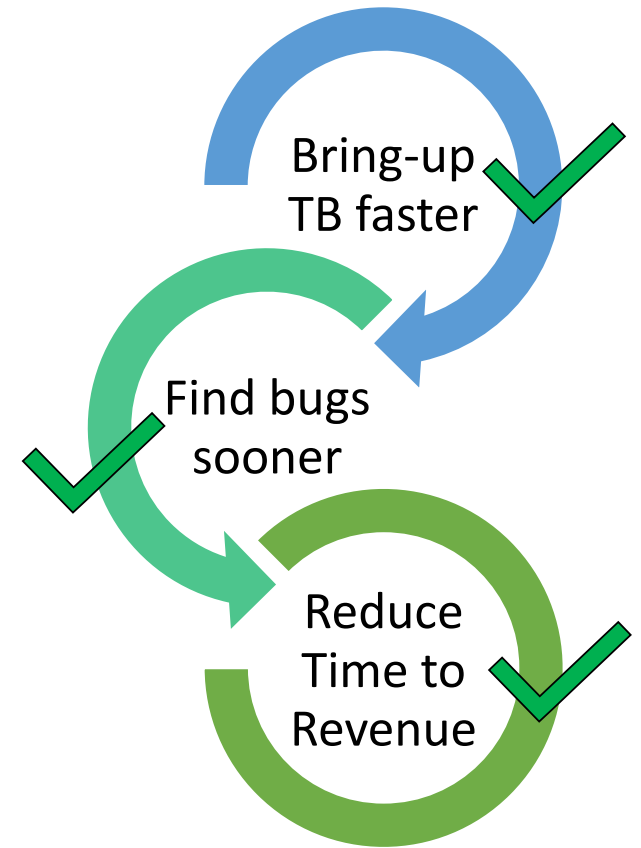 Bring-up
TB faster
Find bugs
sooner
Reduce
Time to
Revenue